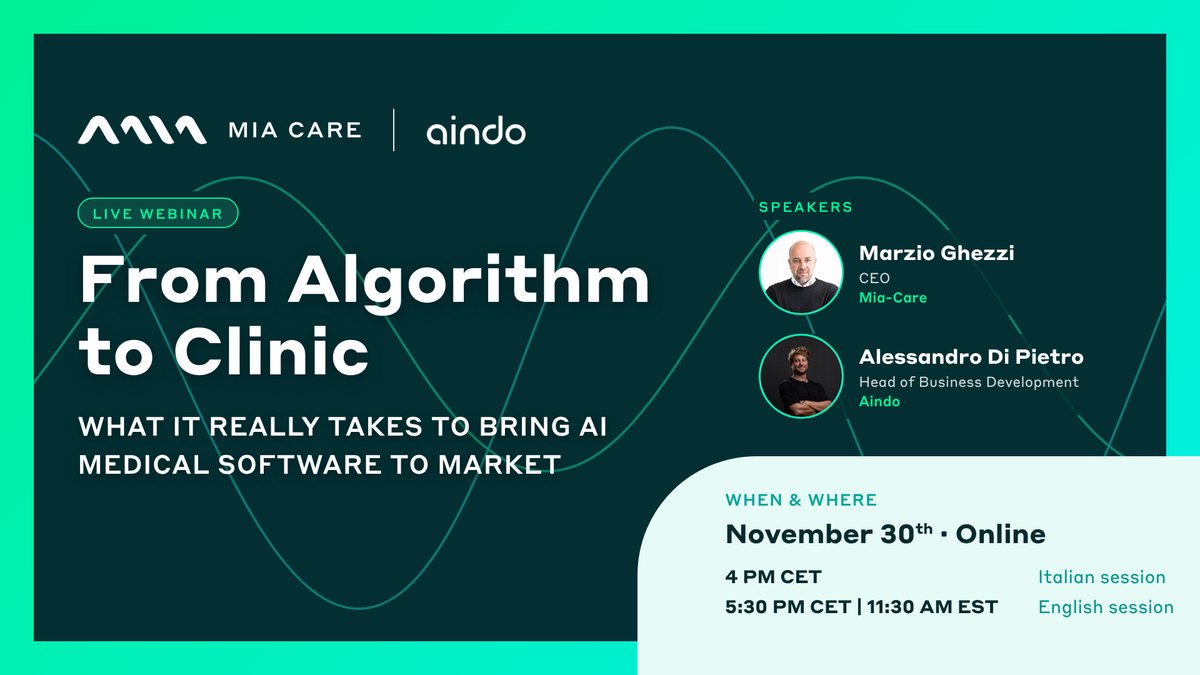 MIA CARE | aindo
LIVE WEBINAR
From Algorithm
to Clinic
WHAT IT REALLY TAKES TO BRING AI
MEDICAL SOFTWARE TO MARKET
SPEAKERS
Marzio Ghezzi
CEO
Mia-Care
Alessandro Di Pietro
Head of Business Development
Aindo
WHEN & WHERE
November 30th · Online
4 PM CET Italian session
5:30 PM CET | 11:30 AM EST English session